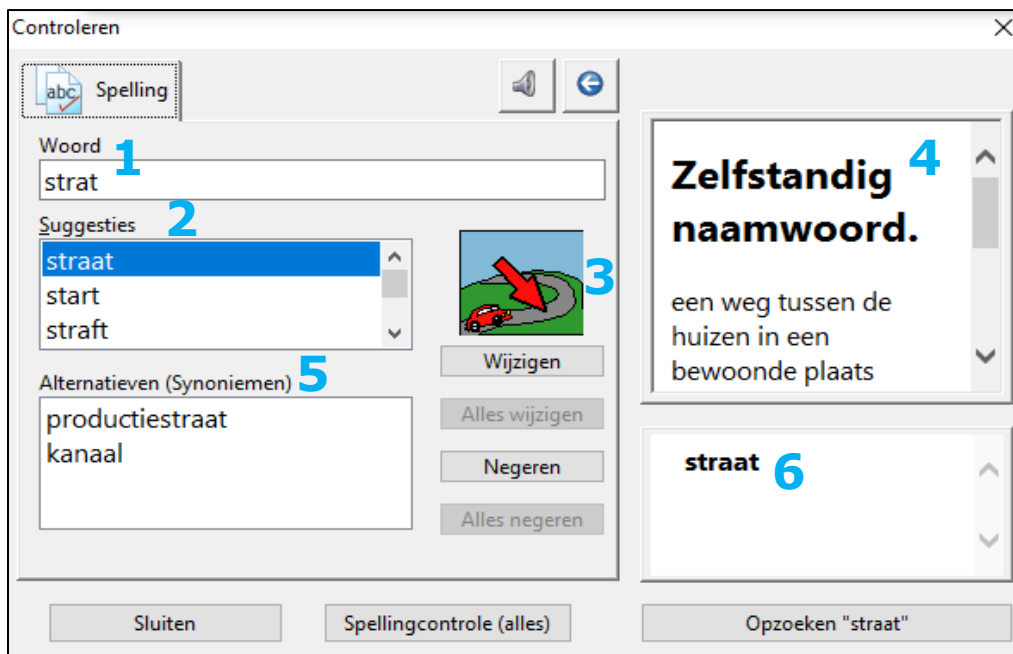 Controleren
abc Spelling
Woord 1
strat
Suggesties 2
straat
start
straft
3
Wijzigen
Alternatieven (Synoniemen) 5
productiestraat
kanaal
Alles wijzigen
Negeren
Alles negeren
Zelfstandig 4
naamwoord.
een weg tussen de
huizen in een
bewoonde plaats
straat 6
Sluiten
Spellingcontrole (alles)
Opzoeken "straat"